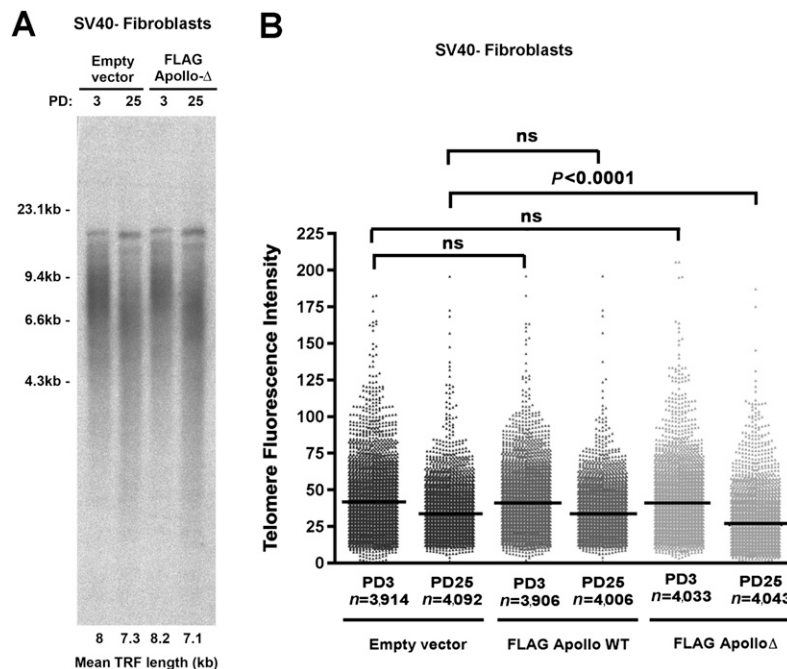 A
SV40- Fibroblasts
Empty vector
FLAG Apollo-Δ
PD: 3 25 3 25
23.1kb -
9.4kb -
6.6kb -
4.3kb -
8 7.3 8.2 7.1
Mean TRF length (kb)
B
SV40- Fibroblasts
ns
P<0.0001
ns
ns
Telomere Fluorescence Intensity
225
200
175
150
125
100
75
50
25
0
PD3 PD25 PD3 PD25 PD3 PD25
n=3,914 n=4,092 n=3,906 n=4,006 n=4,033 n=4,043
Empty vector FLAG Apollo WT FLAG ApolloΔ